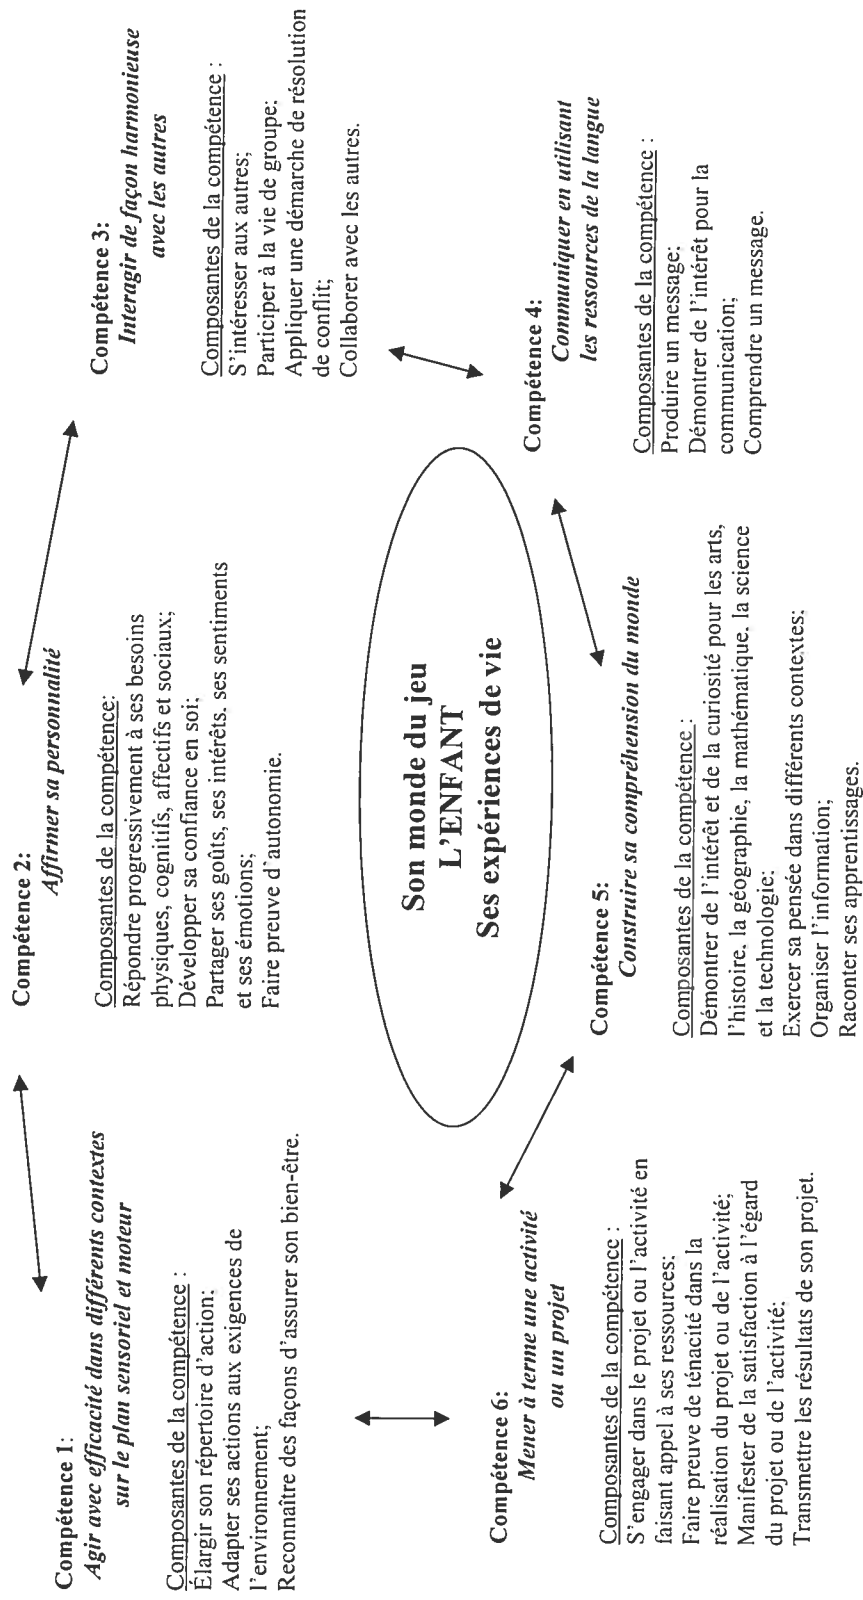 Compétence 1:
Agir avec efficacité dans différents contextes
sur le plan sensoriel et moteur
Composantes de la compétence :
Élargir son répertoire d'action;
Adapter ses actions aux exigences de
l'environnement;
Reconnaître des façons d'assurer son bien-être.
Compétence 2:
Affirmer sa personnalité
Composantes de la compétence:
Répondre progressivement à ses besoins
physiques, cognitifs, affectifs et sociaux;
Développer sa confiance en soi;
Partager ses goûts, ses intérêts, ses sentiments
et ses émotions;
Faire preuve d'autonomie.
Compétence 3:
Interagir de façon harmonieuse
avec les autres
Composantes de la compétence :
S'intéresser aux autres;
Participer à la vie de groupe;
Appliquer une démarche de résolution
de conflit;
Collaborer avec les autres.
Son monde du jeu
L'ENFANT
Ses expériences de vie
Compétence 6:
Mener à terme une activité
ou un projet
Composantes de la compétence :
S'engager dans le projet ou l'activité en
faisant appel à ses ressources;
Faire preuve de ténacité dans la
réalisation du projet ou de l'activité;
Manifester de la satisfaction à l'égard
du projet ou de l'activité;
Transmettre les résultats de son projet.
Compétence 5:
Construire sa compréhension du monde
Composantes de la compétence :
Démontrer de l'intérêt et de la curiosité pour les arts,
l'histoire, la géographie, la mathématique, la science
et la technologie;
Exercer sa pensée dans différents contextes;
Organiser l'information;
Raconter ses apprentissages.
Compétence 4:
Communiquer en utilisant
les ressources de la langue
Composantes de la compétence :
Produire un message;
Démontrer de l'intérêt pour la
communication;
Comprendre un message.